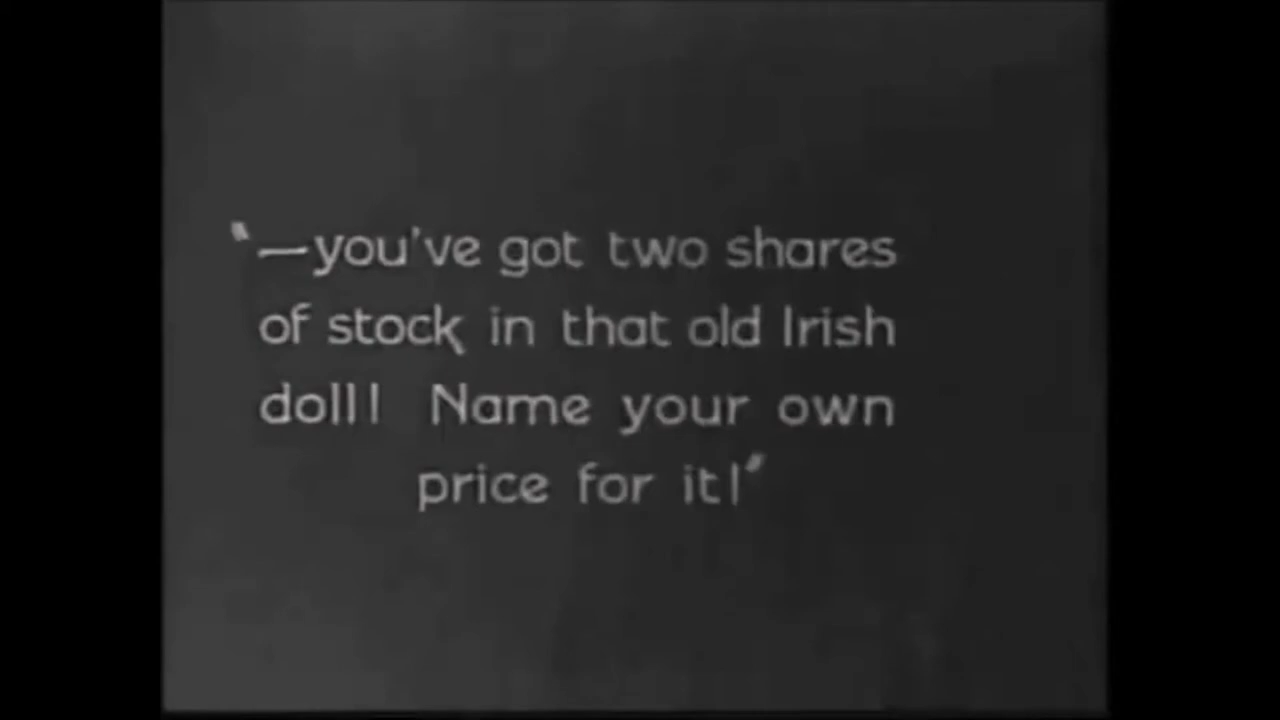 "—you've got two shares
of stock in that old Irish
doll! Name your own
price for it!"